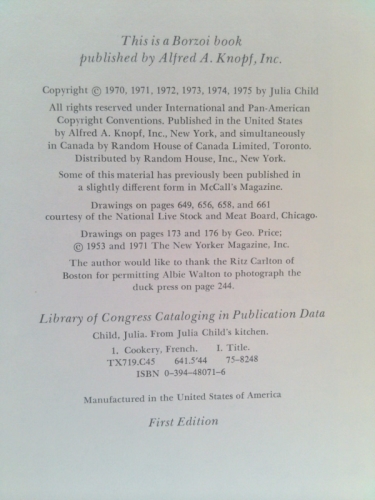 This is a Borzoi book
published by Alfred A. Knopf, Inc.
Copyright © 1970, 1971, 1972, 1973, 1974, 1975 by Julia Child
All rights reserved under International and Pan-American
Copyright Conventions, Published in the United States
by Alfred A. Knopf, Inc., New York, and simultaneously
in Canada by Random House of Canada Limited, Toronto.
Distributed by Random House, Inc., New York.
Some of this material has previously been published in
a slightly different form in McCall's Magazine.
Drawings on pages 649, 656, 658, and 661
courtesy of the National Live Stock and Meat Board, Chicago.
Drawings on pages 173 and 176 by Geo. Price;
© 1953 and 1971 The New Yorker Magazine, Inc.
The author would like to thank the Ritz Carlton of
Boston for permitting Albie Walton to photograph the
duck press on page 244.
Library of Congress Cataloging in Publication Data
Child, Julia. From Julia Child's kitchen.
1. Cookery, French. I. Title.
TX719.C45 641.5'44 75-8248
ISBN 0-394-48071-6
Manufactured in the United States of America
First Edition